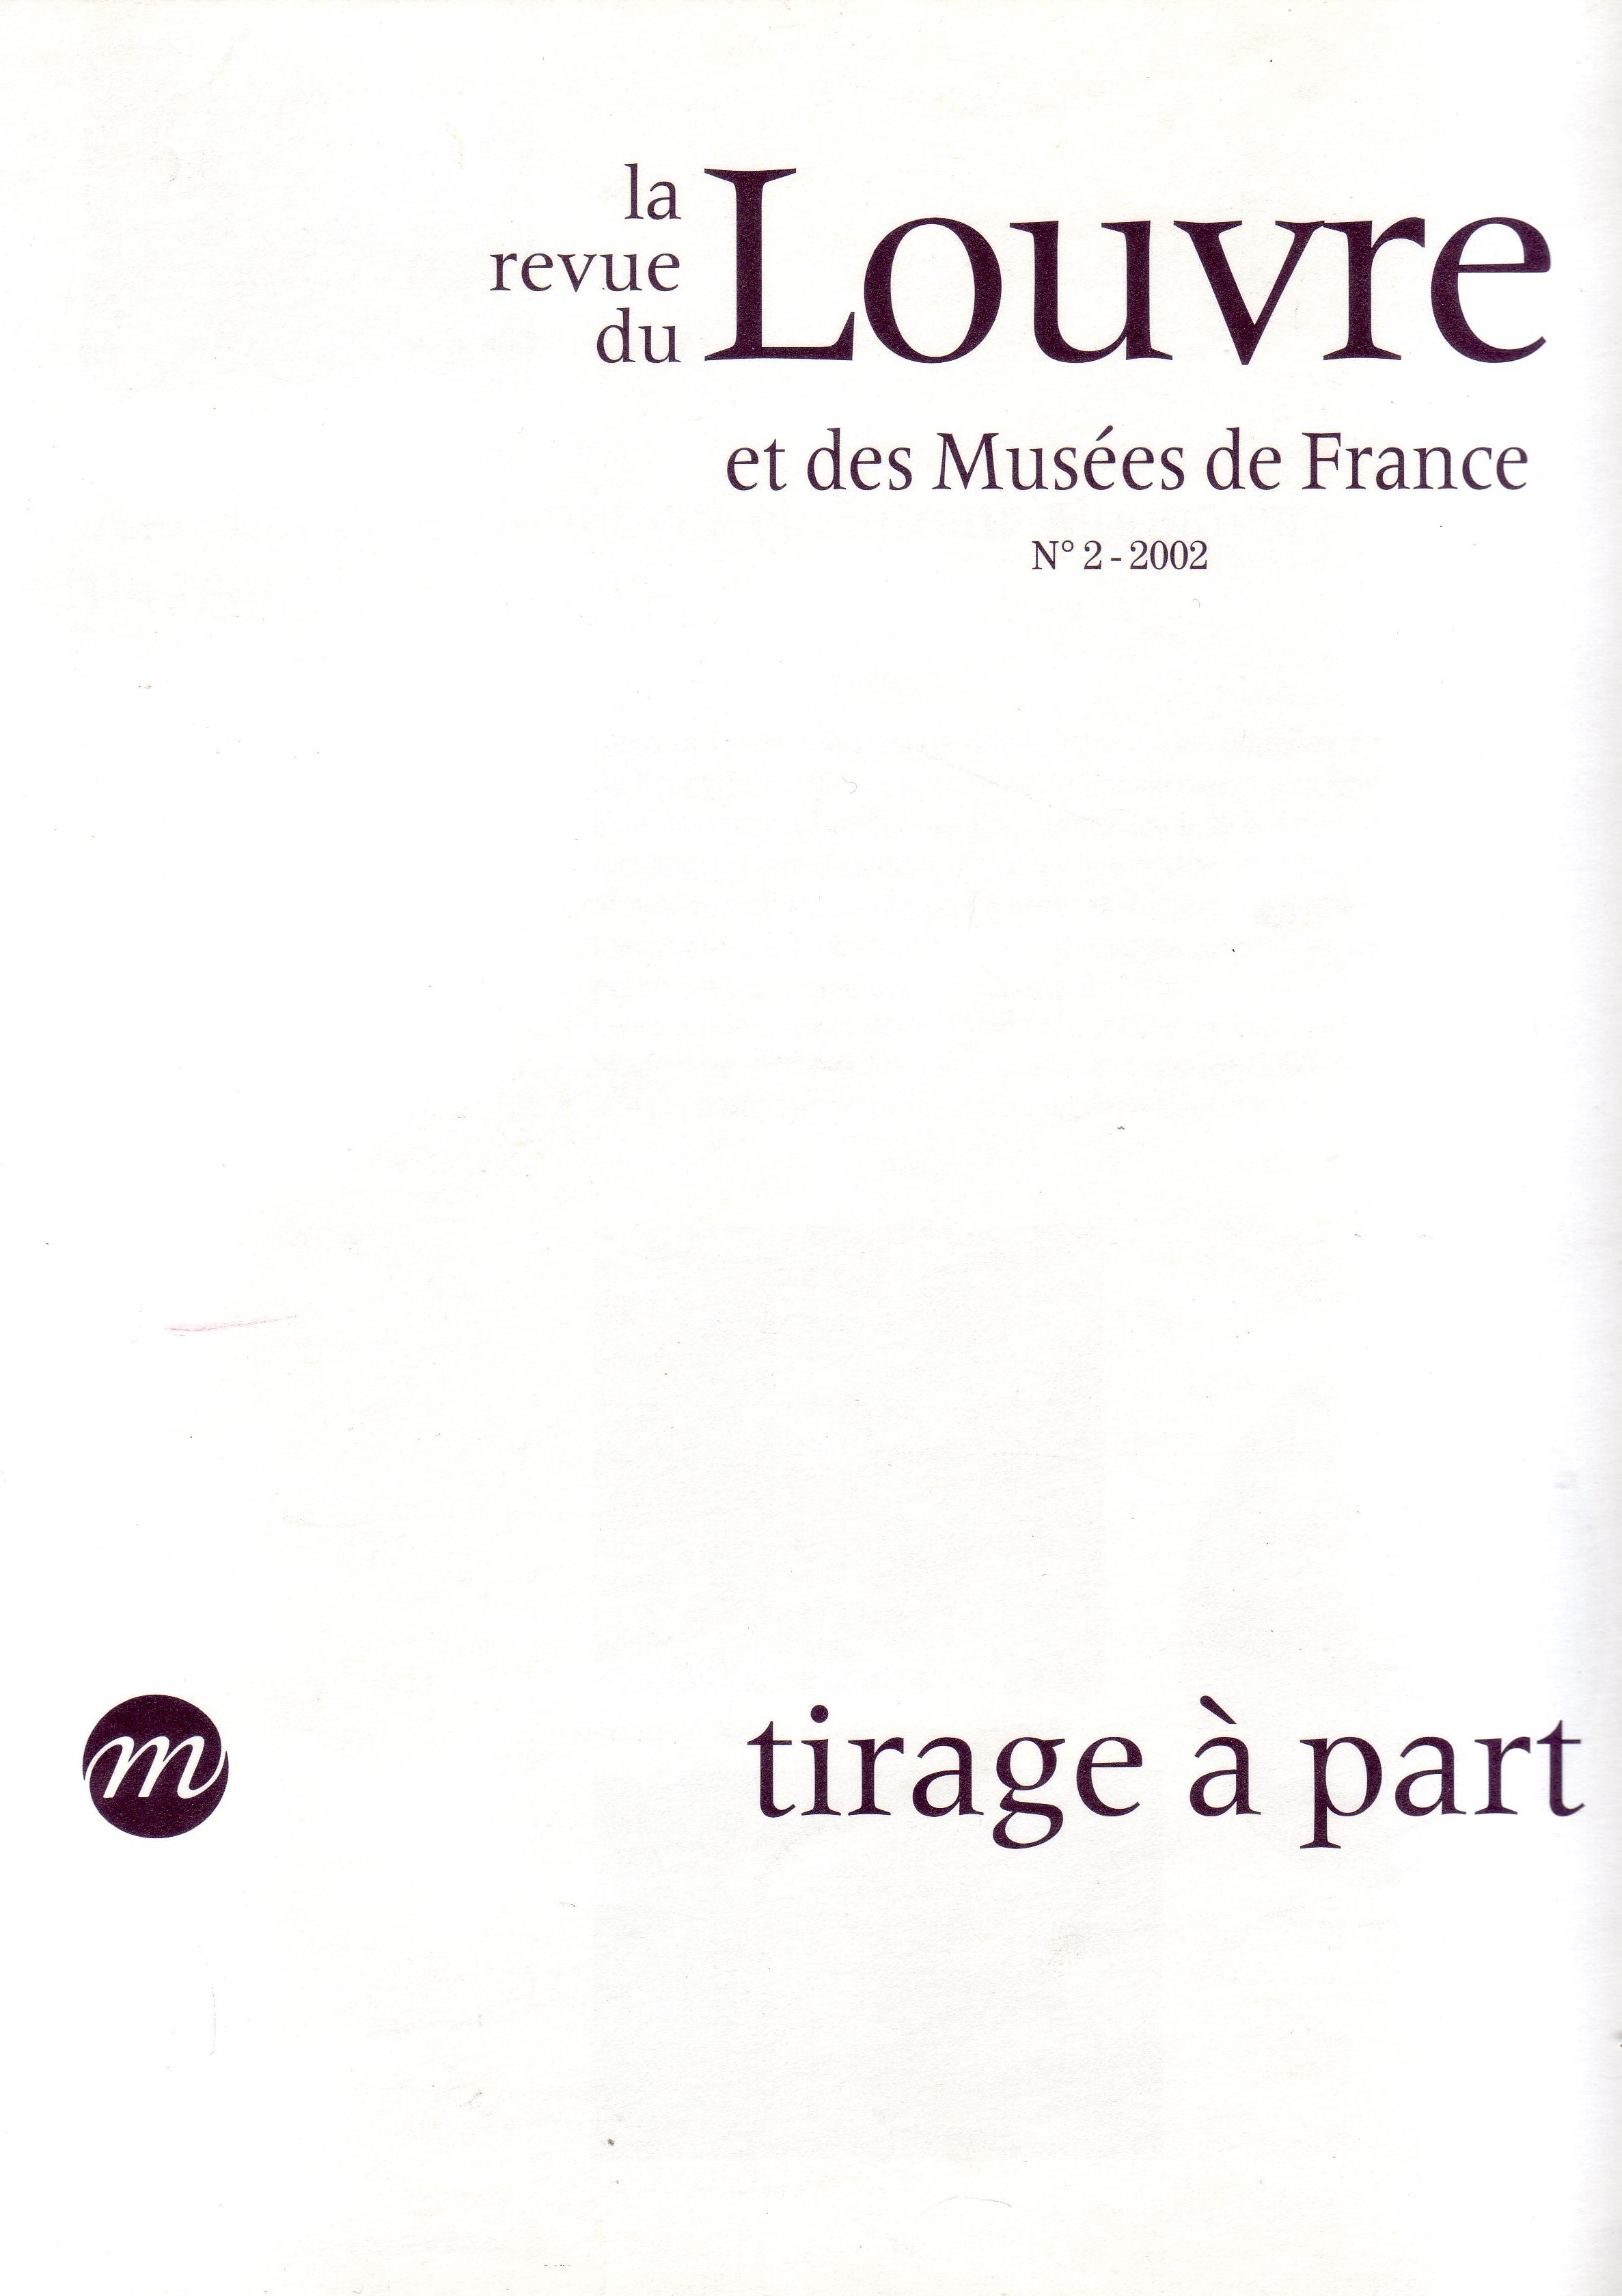 la
revue
du
Louvre
et des Musées de France
N° 2 - 2002
m
tirage à part